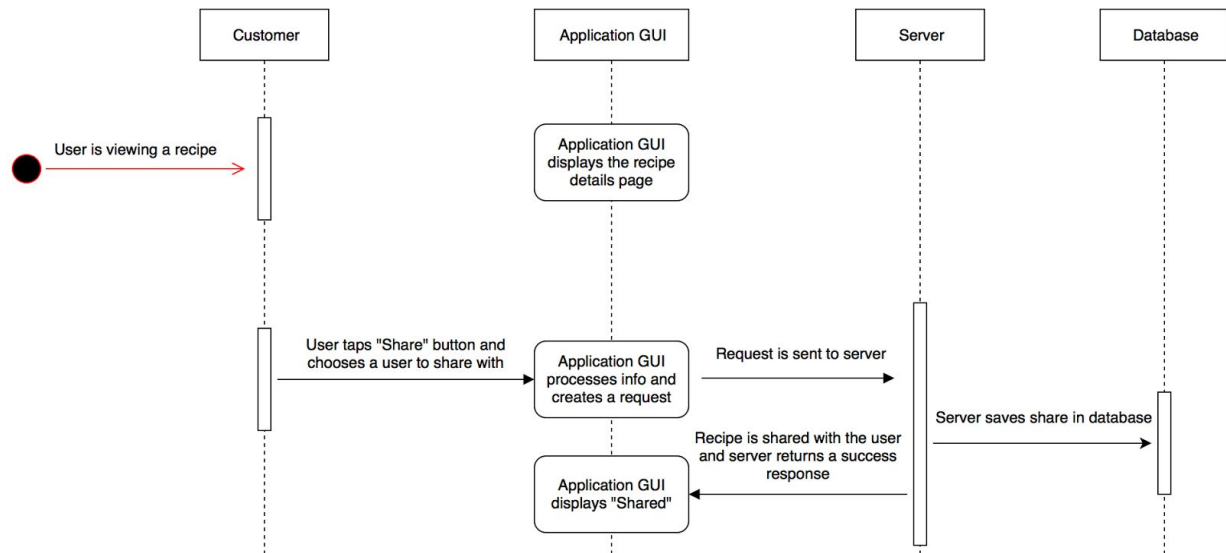 Customer
Application GUI
Server
Database
User is viewing a recipe
Application GUI
displays the recipe
details page
User taps "Share" button and
chooses a user to share with
Application GUI
processes info and
creates a request
Request is sent to server
Server saves share in database
Recipe is shared with the user
and server returns a success
response
Application GUI
displays "Shared"